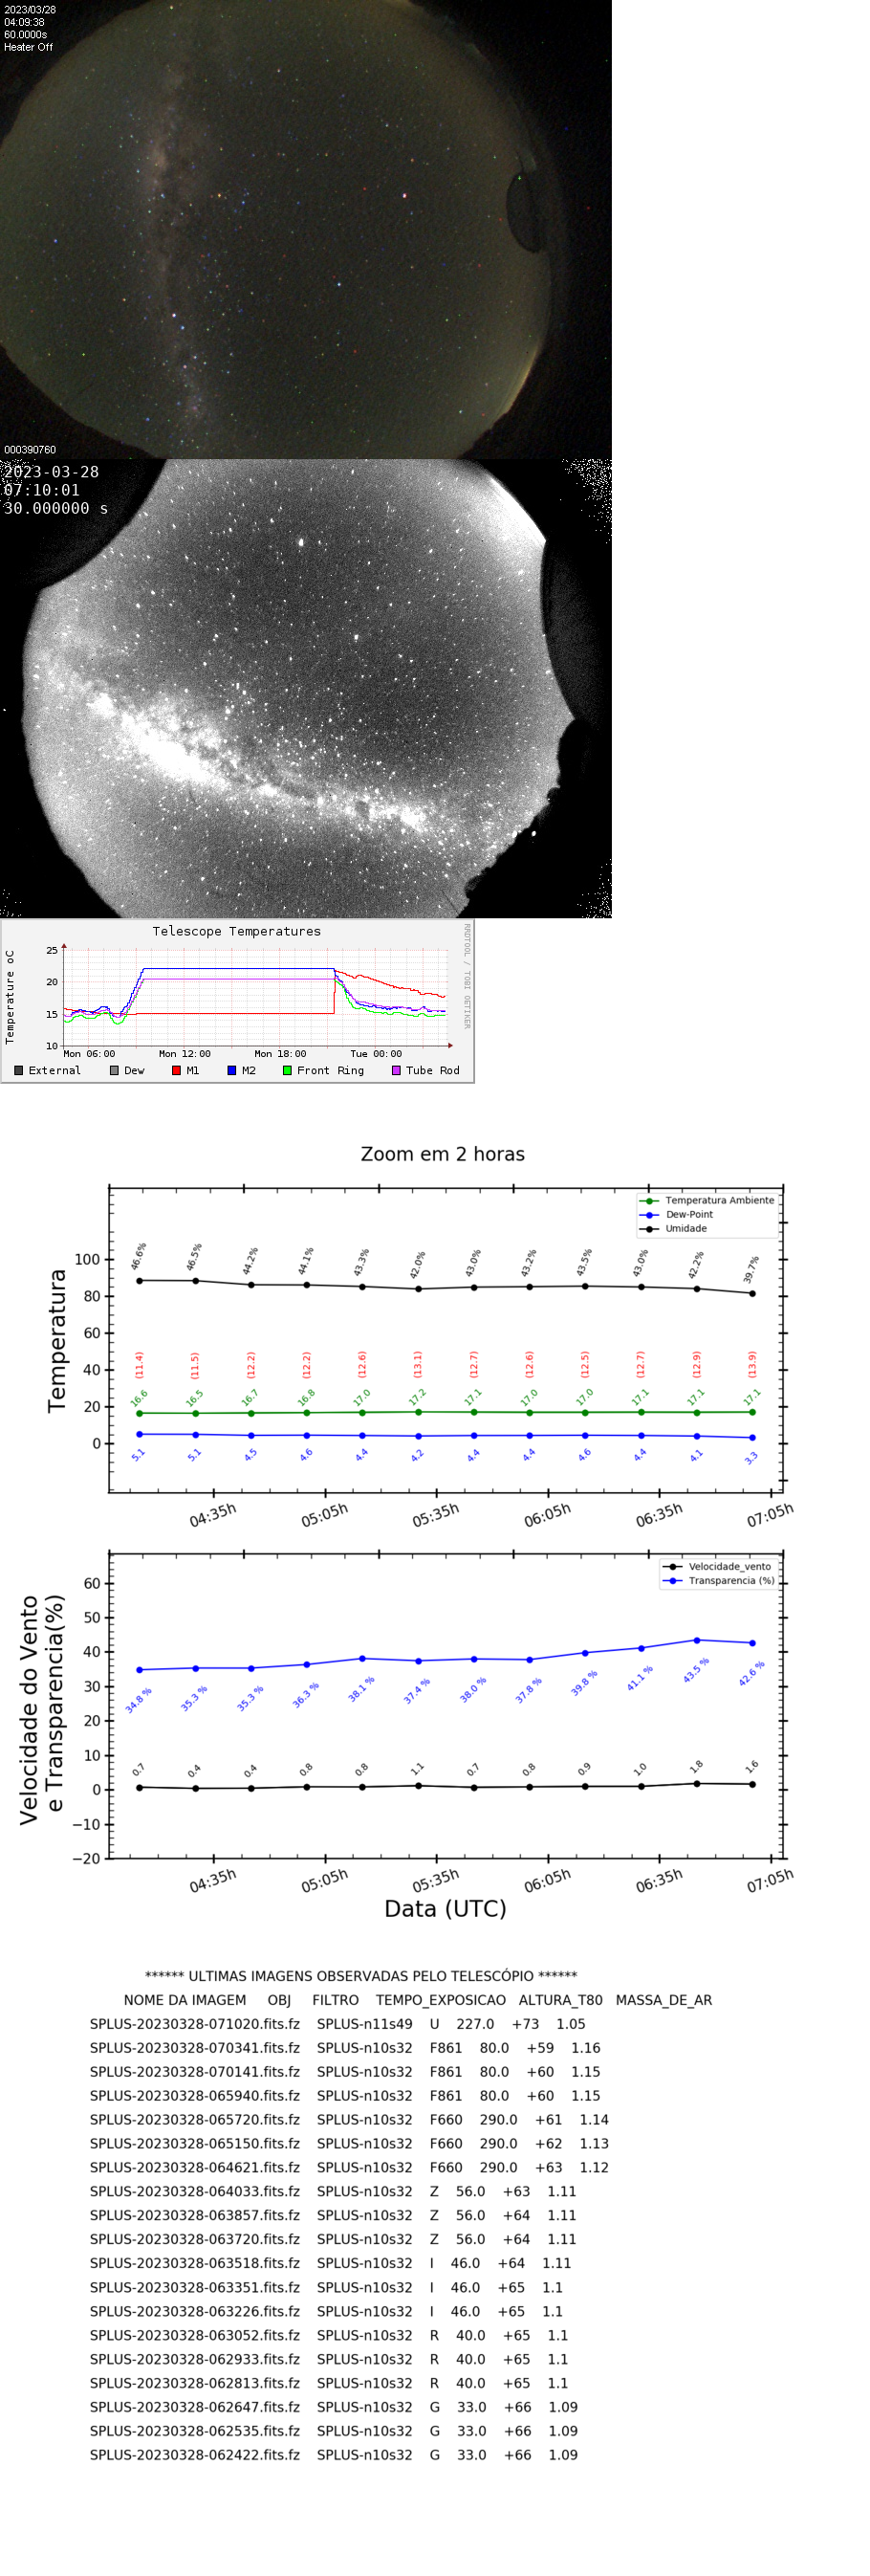 2023/03/28
04:09:38
60.0000s
Heater Off
000390760
2023-03-28
07:10:01
30.000000 s
Telescope Temperatures
RRDTOOL / TOBI OETIKER
Temperature oC
25
20
15
10
Mon 06:00 Mon 12:00 Mon 18:00 Tue 00:00
External Dew M1 M2 Front Ring Tube Rod
Zoom em 2 horas
Temperatura Ambiente
Dew-Point
Umidade
Temperatura
100
80
60
40
20
0
46.6% 46.5% 44.2% 44.1% 43.3% 42.0% 43.0% 43.2% 43.5% 43.0% 42.2% 39.7%
(11.4) (11.5) (12.2) (12.2) (12.6) (13.1) (12.7) (12.6) (12.5) (12.7) (12.9) (13.9)
16.6 16.5 16.7 16.8 17.0 17.2 17.1 17.0 17.0 17.1 17.1 17.1
5.1 5.1 4.5 4.6 4.4 4.2 4.4 4.4 4.6 4.4 4.1 3.3
04:35h 05:05h 05:35h 06:05h 06:35h 07:05h
Velocidade_vento
Transparencia (%)
Velocidade do Vento
e Transparencia(%)
60
50
40
30
20
10
0
−10
−20
34.8 % 35.3 % 35.3 % 36.3 % 38.1 % 37.4 % 38.0 % 37.8 % 39.8 % 41.1 % 43.5 % 42.6 %
0.7 0.4 0.4 0.8 0.8 1.1 0.7 0.8 0.9 1.0 1.8 1.6
04:35h 05:05h 05:35h 06:05h 06:35h 07:05h
Data (UTC)
****** ULTIMAS IMAGENS OBSERVADAS PELO TELESCÓPIO ******
NOME DA IMAGEM OBJ FILTRO TEMPO_EXPOSICAO ALTURA_T80 MASSA_DE_AR
SPLUS-20230328-071020.fits.fz SPLUS-n11s49 U 227.0 +73 1.05
SPLUS-20230328-070341.fits.fz SPLUS-n10s32 F861 80.0 +59 1.16
SPLUS-20230328-070141.fits.fz SPLUS-n10s32 F861 80.0 +60 1.15
SPLUS-20230328-065940.fits.fz SPLUS-n10s32 F861 80.0 +60 1.15
SPLUS-20230328-065720.fits.fz SPLUS-n10s32 F660 290.0 +61 1.14
SPLUS-20230328-065150.fits.fz SPLUS-n10s32 F660 290.0 +62 1.13
SPLUS-20230328-064621.fits.fz SPLUS-n10s32 F660 290.0 +63 1.12
SPLUS-20230328-064033.fits.fz SPLUS-n10s32 Z 56.0 +63 1.11
SPLUS-20230328-063857.fits.fz SPLUS-n10s32 Z 56.0 +64 1.11
SPLUS-20230328-063720.fits.fz SPLUS-n10s32 Z 56.0 +64 1.11
SPLUS-20230328-063518.fits.fz SPLUS-n10s32 I 46.0 +64 1.11
SPLUS-20230328-063351.fits.fz SPLUS-n10s32 I 46.0 +65 1.1
SPLUS-20230328-063226.fits.fz SPLUS-n10s32 I 46.0 +65 1.1
SPLUS-20230328-063052.fits.fz SPLUS-n10s32 R 40.0 +65 1.1
SPLUS-20230328-062933.fits.fz SPLUS-n10s32 R 40.0 +65 1.1
SPLUS-20230328-062813.fits.fz SPLUS-n10s32 R 40.0 +65 1.1
SPLUS-20230328-062647.fits.fz SPLUS-n10s32 G 33.0 +66 1.09
SPLUS-20230328-062535.fits.fz SPLUS-n10s32 G 33.0 +66 1.09
SPLUS-20230328-062422.fits.fz SPLUS-n10s32 G 33.0 +66 1.09